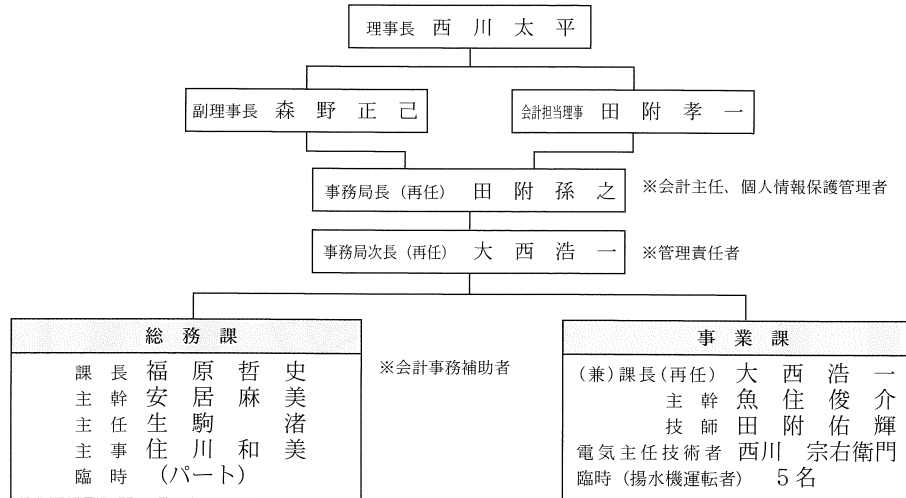 理事長 西川太平
副理事長 森野正己
会計担当理事 田附孝一
事務局長（再任） 田附孫之 ※会計主任、個人情報保護管理者
事務局次長（再任） 大西浩一 ※管理責任者
総務課
課長 福原哲史 ※会計事務補助者
主幹 安居麻美
主任 生駒渚
主事 住川和美
臨時 （パート）
事業課
（兼）課長（再任） 大西浩一
主幹 魚住俊介
技師 田附佑輝
電気主任技術者 西川 宗右衛門
臨時（揚水機運転者） 5名